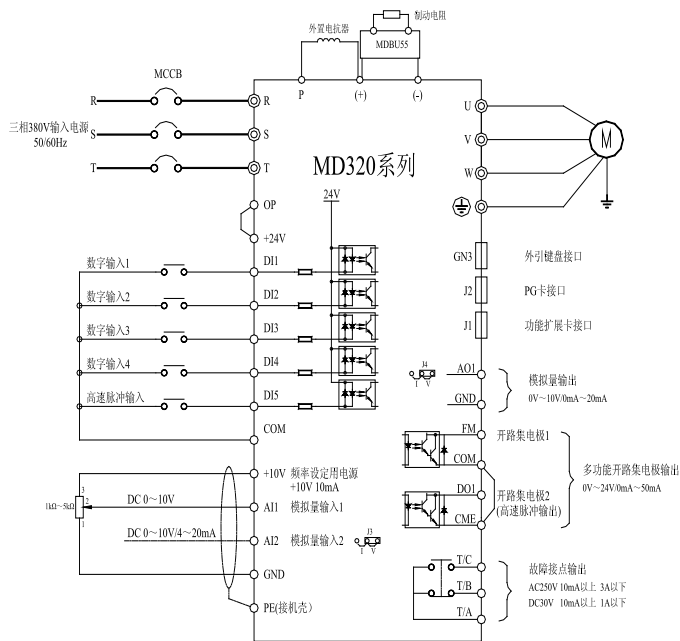 制动电阻
外置电抗器
MDBU55
MCCB
P
(+)
(-)
R
R
U
三相380V输入电源
50/60Hz
S
S
V
M
T
T
W
MD320系列
24V
OP
+24V
数字输入1
DI1
GN3
外引键盘接口
数字输入2
DI2
J2
PG卡接口
数字输入3
DI3
J1
功能扩展卡接口
数字输入4
DI4
J4
I V
AO1
模拟量输出
0V～10V/0mA～20mA
高速脉冲输入
DI5
GND
COM
FM
开路集电极1
COM
多功能开路集电极输出
0V～24V/0mA～50mA
+10V
频率设定用电源
+10V 10mA
3
1kΩ～5kΩ
2
1
DC 0～10V
AI1
模拟量输入1
DO1
开路集电极2
(高速脉冲输出)
CME
DC 0～10V/4～20mA
AI2
模拟量输入2
J3
I V
GND
T/C
故障接点输出
T/B
AC250V 10mA以上 3A以下
DC30V 10mA以上 1A以下
T/A
PE(接机壳)